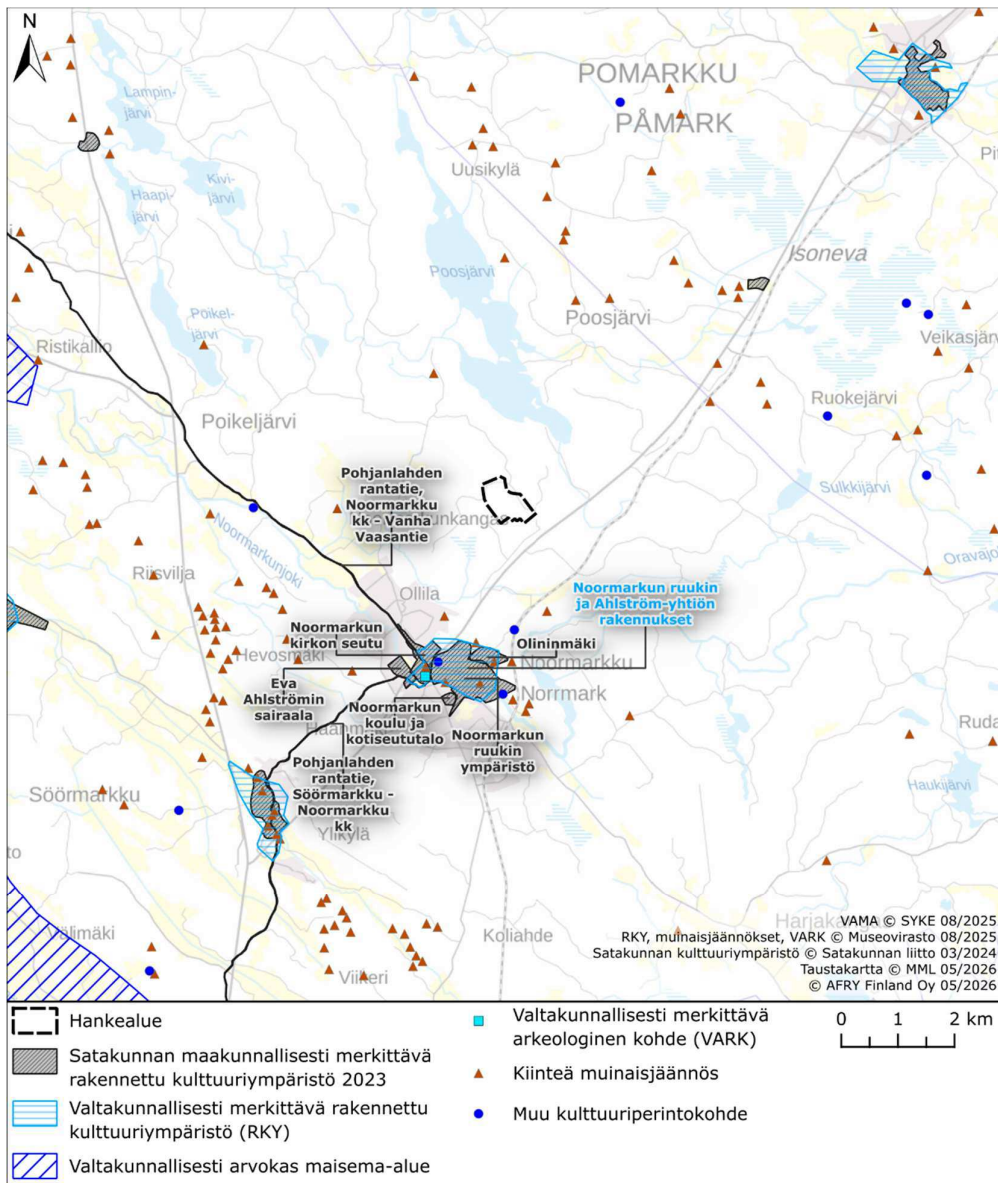 N
Lampin-
järvi
POMARKKU
PÅMARK
Uusikylä
Kivi-
järvi
Haapi-
järvi
Isoneva
Poosjärvi
Poikel-
järvi
Poosjärvi
Veikasjärv
Ristikallio
Ruokejärvi
Poikeljärvi
Pohjanlahden
rantatie,
Noormarkku
kk - Vanha
Vaasantie
unkangas
Sulkkijärvi
Noormarkunjoki
Oravajo
Riisvilja
Ollila
Noormarkun ruukin
ja Ahlström-yhtiön
rakennukset
Noormarkun
kirkon seutu
Olininmäki
Hevosmäki
Noormarkku
Eva
Ahlströmin
sairaala
Noormarkun
koulu ja
kotiseututalo
Norrmark
Noormarkun
ruukin
ympäristö
Ruda
Pohjanlahden
rantatie,
Söörmarkku -
Noormarkku
kk
Haukijärvi
Söörmarkku
Ylikylä
to
Harjakangas
Välimäki
Koliahde
Viikeri
VAMA © SYKE 08/2025
RKY, muinaisjäännökset, VARK © Museovirasto 08/2025
Satakunnan kulttuuriympäristö © Satakunnan liitto 03/2024
Taustakartta © MML 05/2026
© AFRY Finland Oy 05/2026
Hankealue
Satakunnan maakunnallisesti merkittävä
rakennettu kulttuuriympäristö 2023
Valtakunnallisesti merkittävä rakennettu
kulttuuriympäristö (RKY)
Valtakunnallisesti arvokas maisema-alue
Valtakunnallisesti merkittävä
arkeologinen kohde (VARK)
Kiinteä muinaisjäännös
Muu kulttuuriperintokohde
0 1 2 km